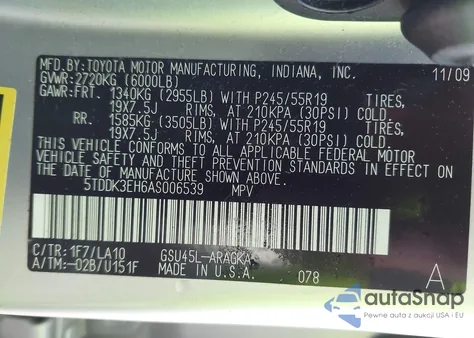 MFD.BY:TOYOTA MOTOR MANUFACTURING, INDIANA, INC. 11/09
GVWR:2720KG (6000LB)
GAWR:FRT. 1340KG (2955LB) WITH P245/55R19 TIRES,
19X7.5J RIMS, AT 210KPA (30PSI) COLD.
RR. 1585KG (3505LB) WITH P245/55R19 TIRES,
19X7.5J RIMS, AT 210KPA (30PSI) COLD.
THIS VEHICLE CONFORMS TO ALL APPLICABLE FEDERAL MOTOR
VEHICLE SAFETY AND THEFT PREVENTION STANDARDS IN EFFECT ON
THE DATE OF MANUFACTURE SHOWN ABOVE.
5TDDK3EH6AS006539 MPV
C/TR:1F7/LA10 GSU45L-ARAGKA
A/TM:-02B/U151F MADE IN U.S.A. 078 A
autaSnap
Pewne auta z aukcji USA i EU